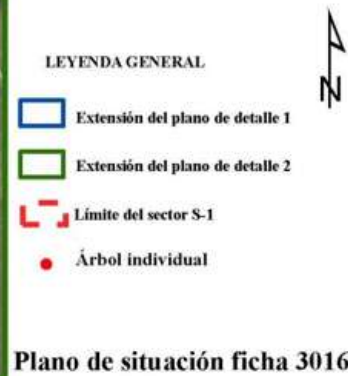 LEYENDA GENERAL
N
Extensión del plano de detalle 1
Extensión del plano de detalle 2
Límite del sector S-1
Árbol individual
Plano de situación ficha 3016